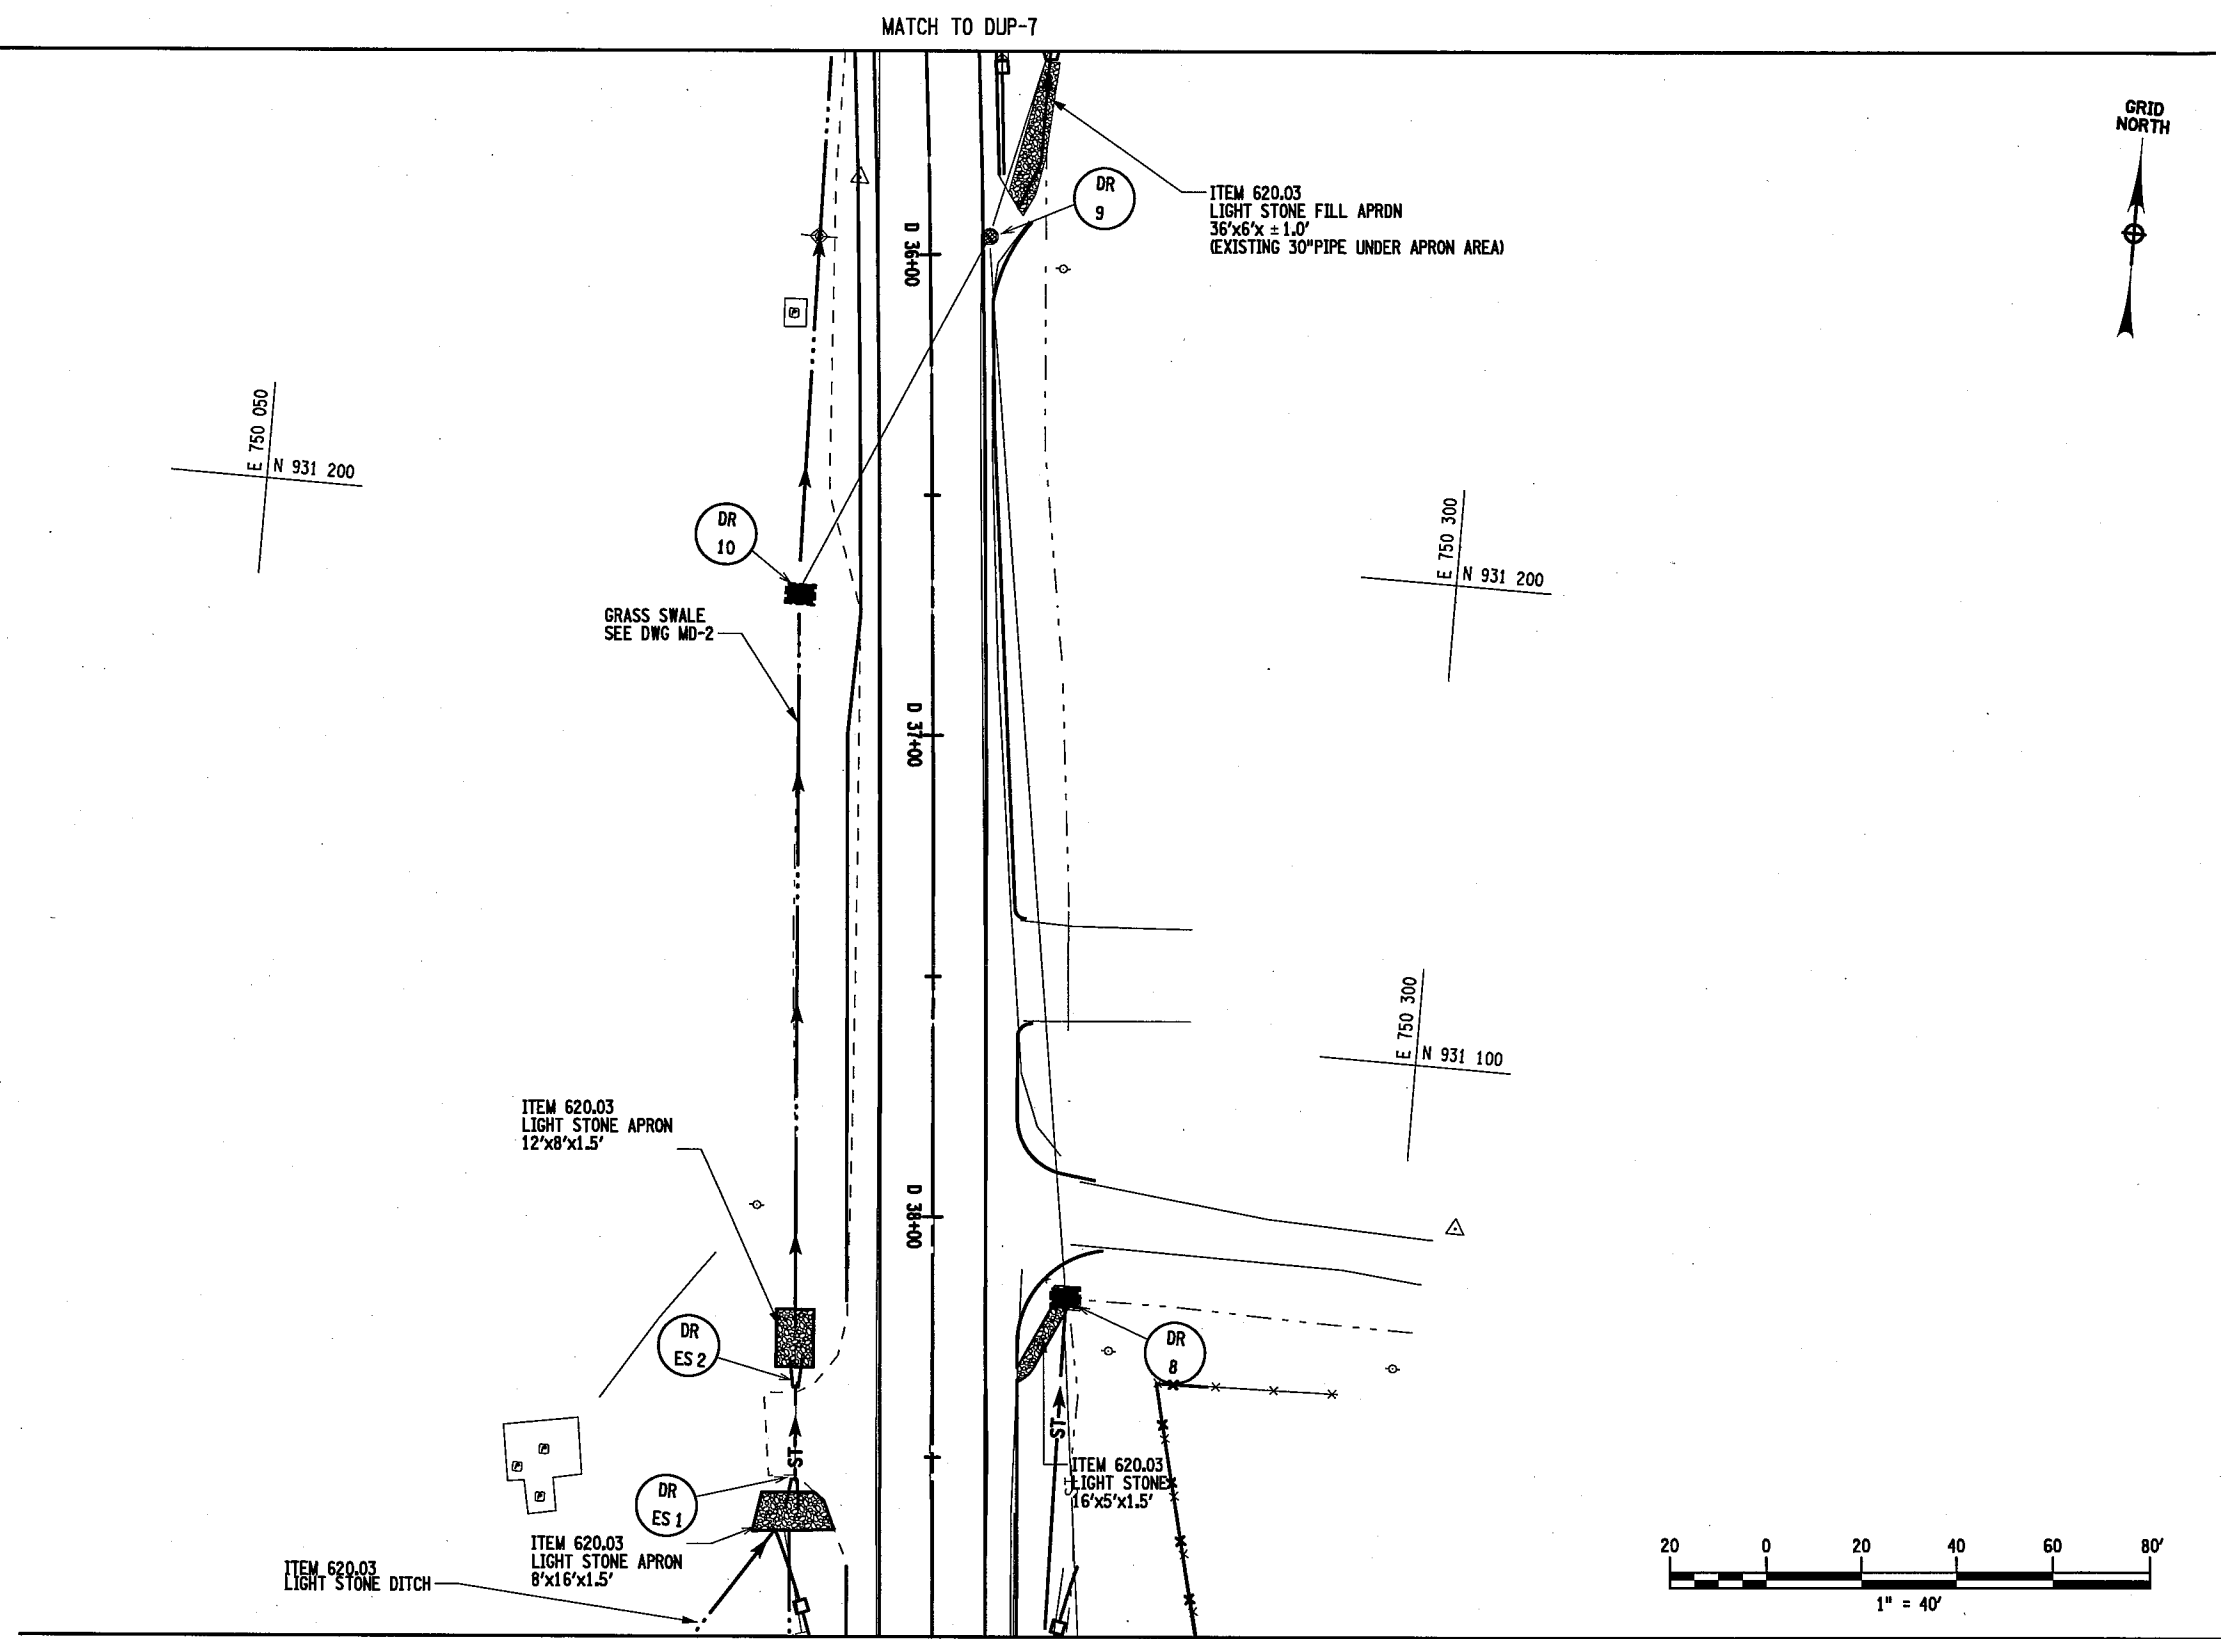 MATCH TO DUP-7
GRID
NORTH
DR
9
ITEM 620.03
LIGHT STONE FILL APRON
36'x6'x ± 1.0'
(EXISTING 30" PIPE UNDER APRON AREA)
D 36+00
E 750 050
N 931 200
DR
10
E 750 300
N 931 200
GRASS SWALE
SEE DWG MD-2
D 37+00
E 750 300
N 931 100
ITEM 620.03
LIGHT STONE APRON
12'x8'x1.5'
D 38+00
DR
ES 2
DR
8
ST
ST
ITEM 620.03
LIGHT STONE
16'x5'x1.5'
DR
ES 1
ITEM 620.03
LIGHT STONE APRON
8'x16'x1.5'
ITEM 620.03
LIGHT STONE DITCH
20 0 20 40 60 80'
1" = 40'